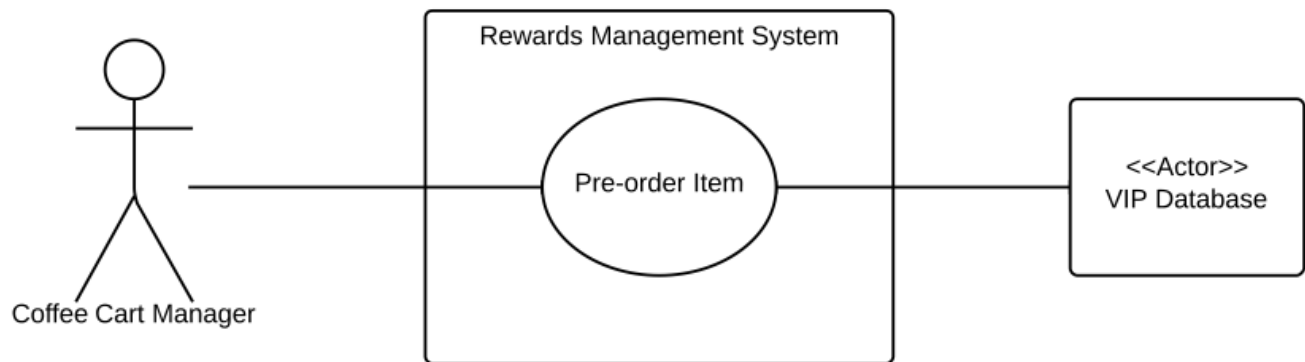 Rewards Management System
Pre-order Item
<<Actor>>
VIP Database
Coffee Cart Manager